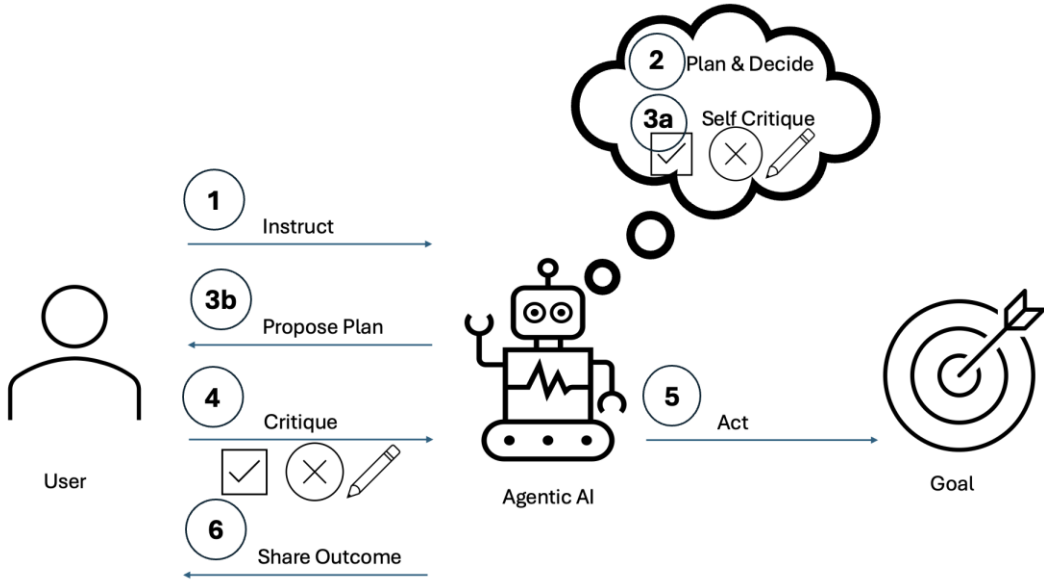 2 Plan & Decide
3a Self Critique
1 Instruct
3b Propose Plan
4 Critique
5 Act
User
Agentic AI
Goal
6 Share Outcome